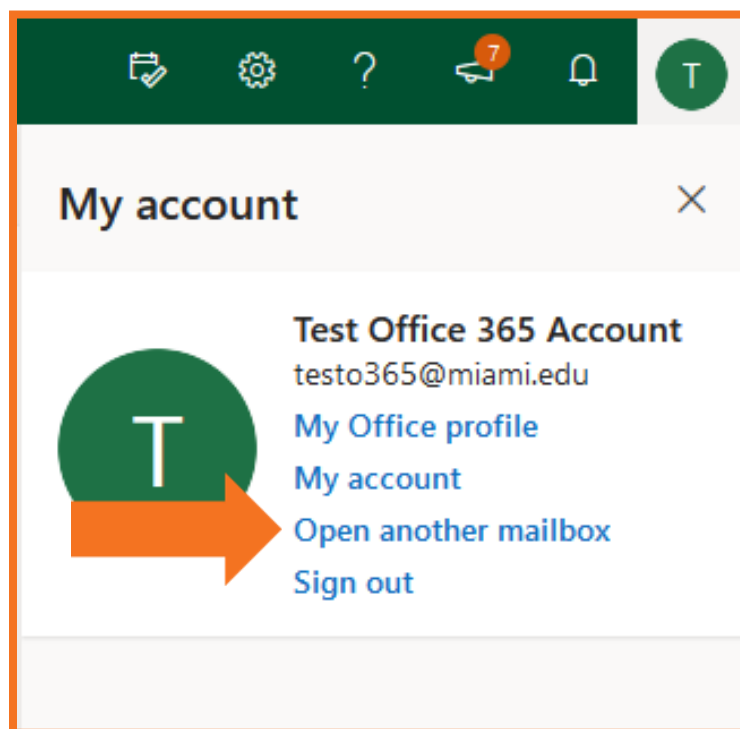 ?
7
T
My account
Test Office 365 Account
testo365@miami.edu
T
My Office profile
My account
Open another mailbox
Sign out